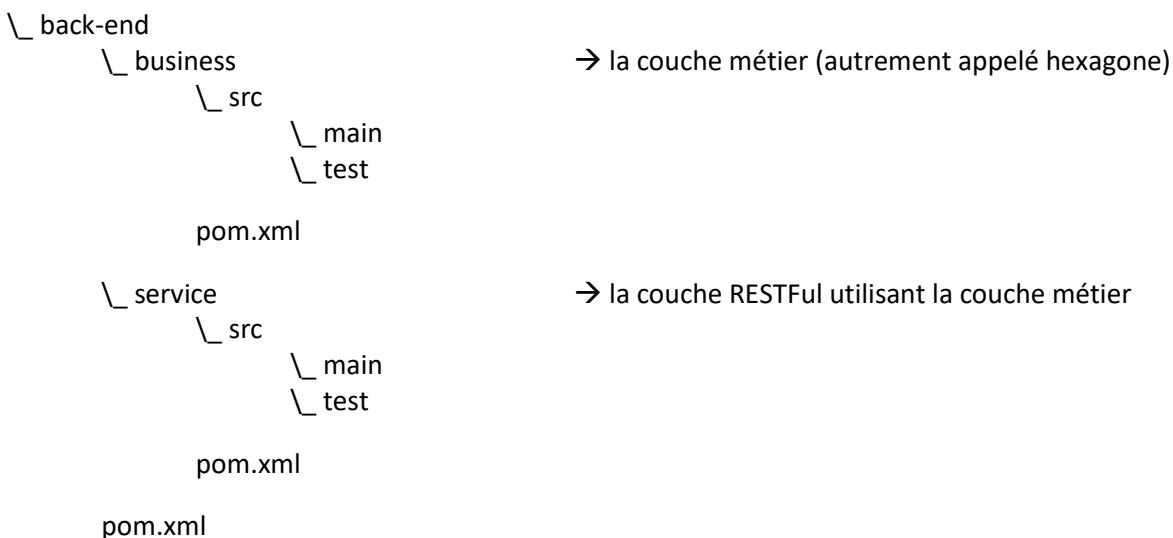 \_ back-end
\_ business → la couche métier (autrement appelé hexagone)
\_ src
\_ main
\_ test
pom.xml
\_ service → la couche RESTFul utilisant la couche métier
\_ src
\_ main
\_ test
pom.xml
pom.xml